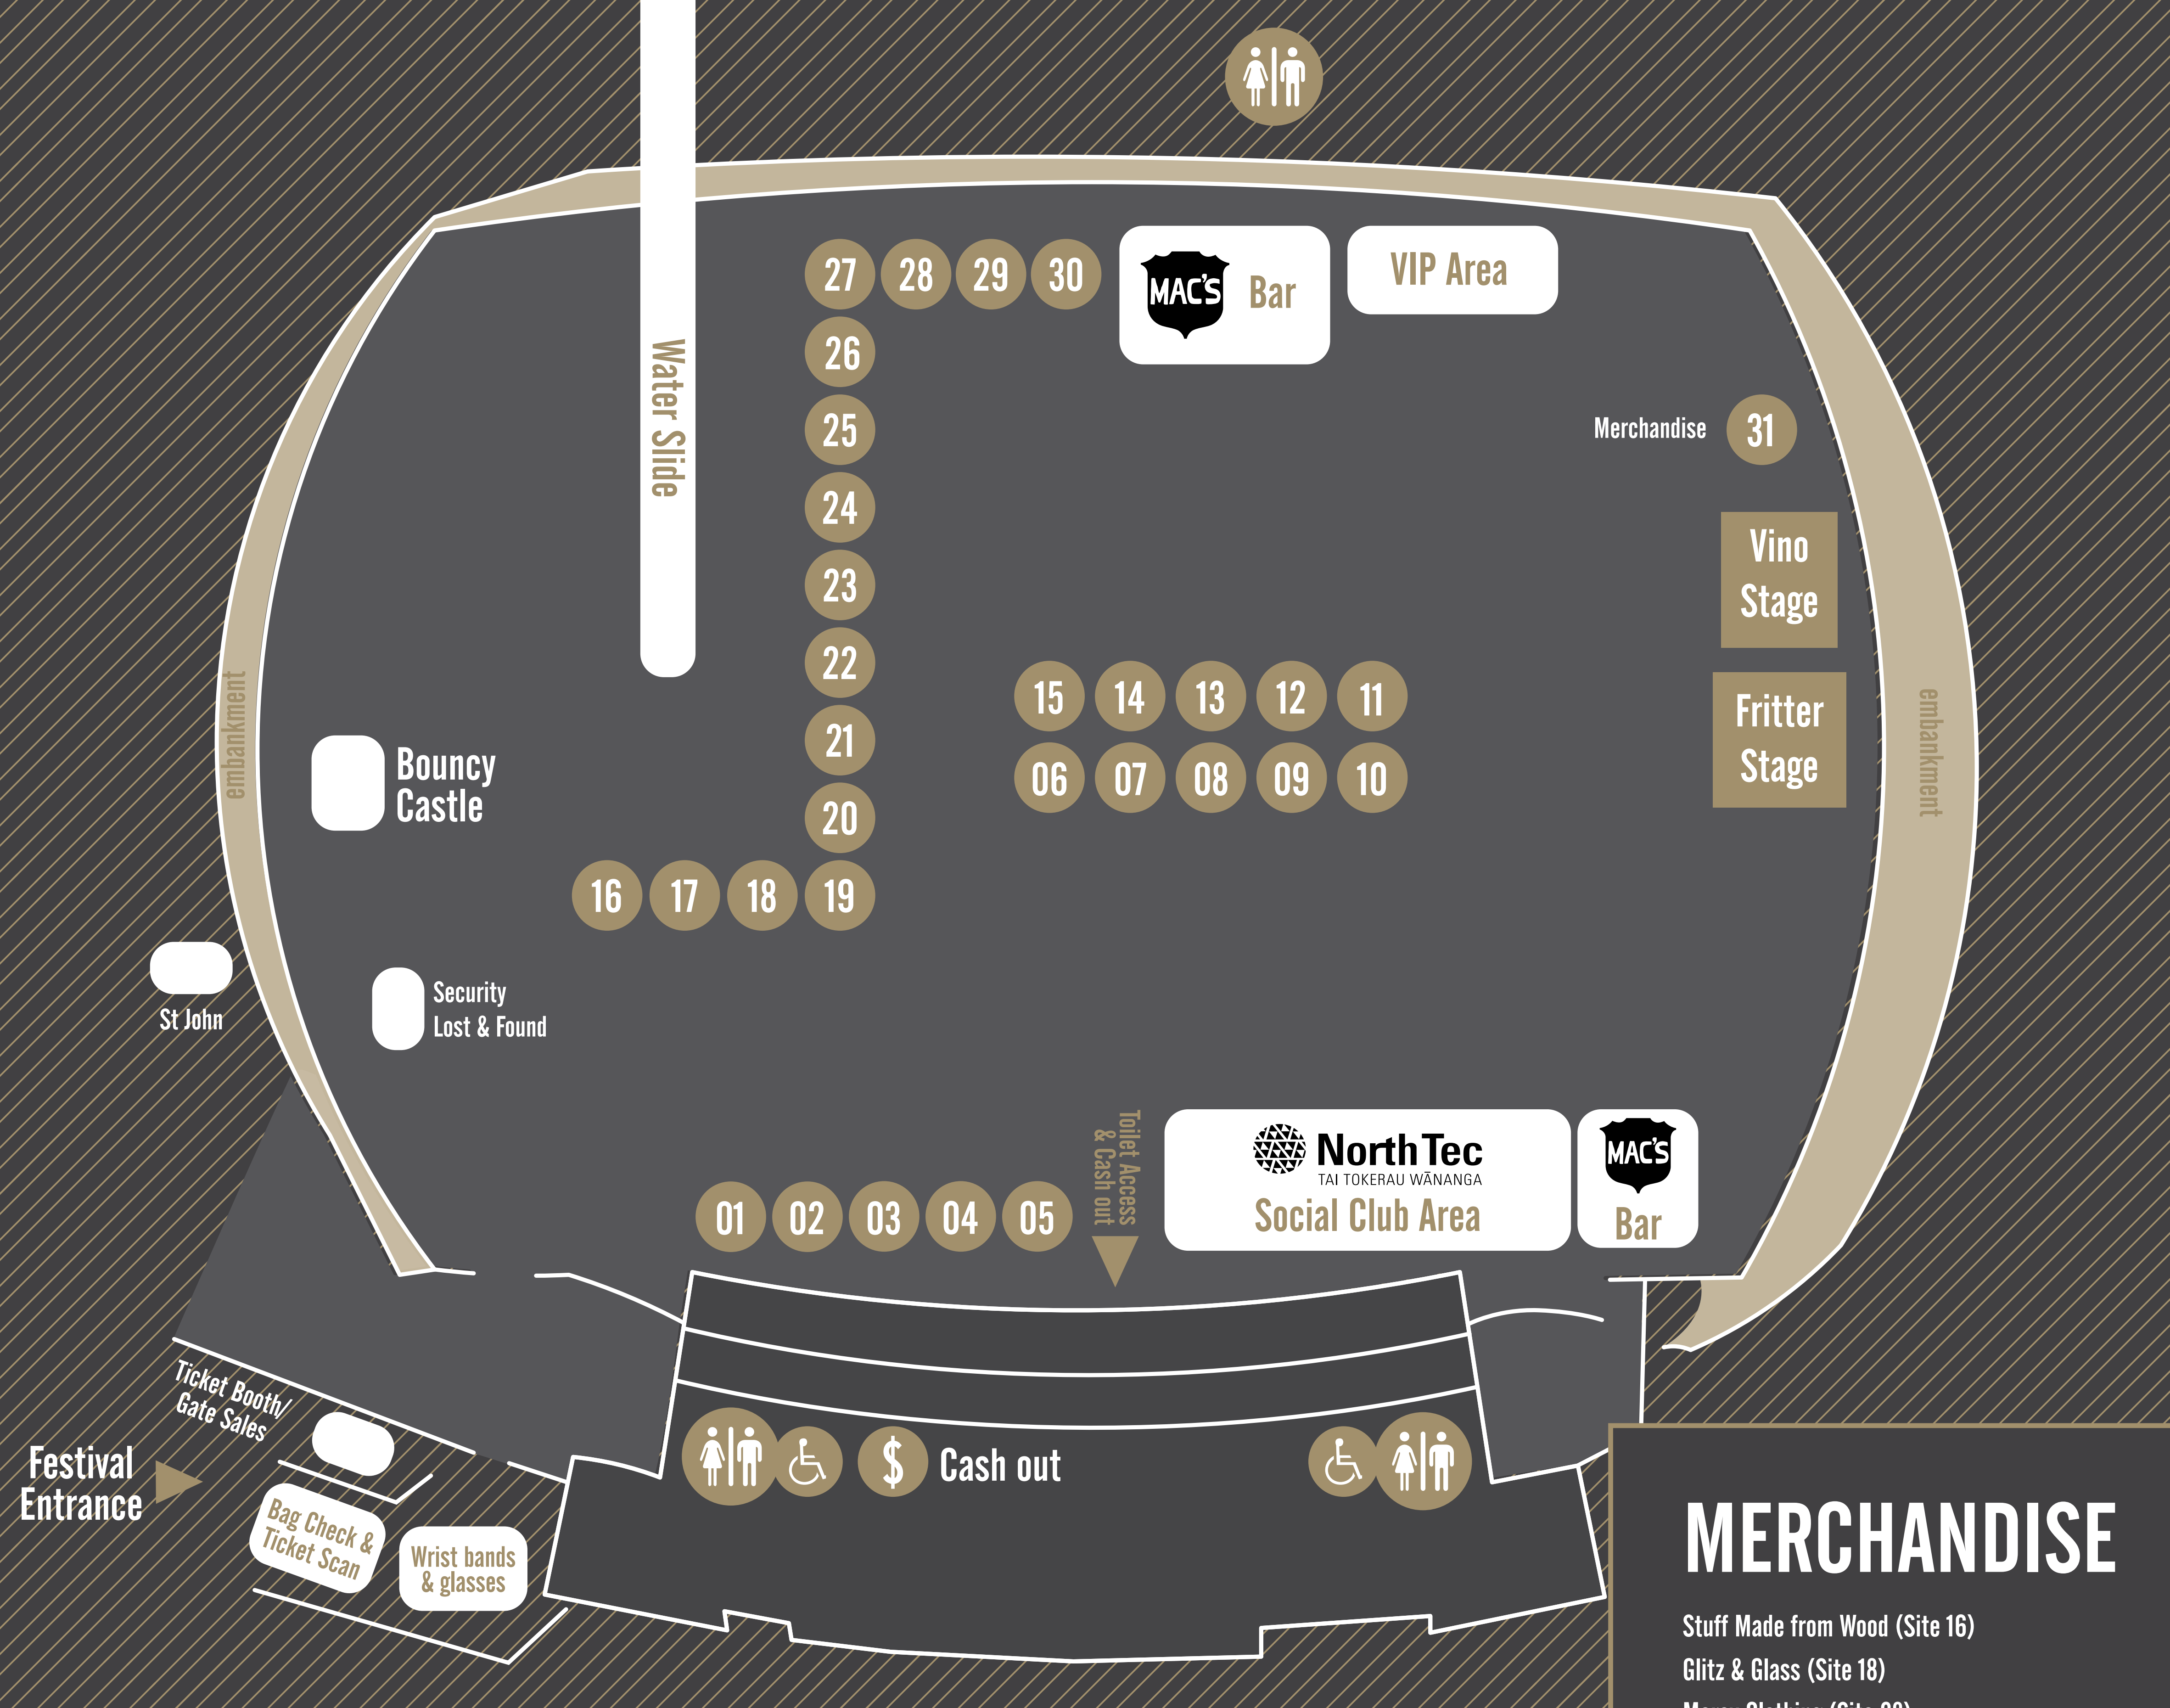 27 28 29 30
MAC'S Bar
VIP Area
26
25
Merchandise 31
Water Slide
24
23
Vino
Stage
22
15 14 13 12 11
Fritter
Stage
embankment
embankment
21
06 07 08 09 10
Bouncy
Castle
20
16 17 18 19
St John
Security
Lost & Found
Toilet Access
& Cash out
NorthTec
TAI TOKERAU WĀNANGA
Social Club Area
MAC'S
Bar
01 02 03 04 05
Ticket Booth/
Gate Sales
Festival
Entrance
Bag Check &
Ticket Scan
Wrist bands
& glasses
$ Cash out
MERCHANDISE
Stuff Made from Wood (Site 16)
Glitz & Glass (Site 18)